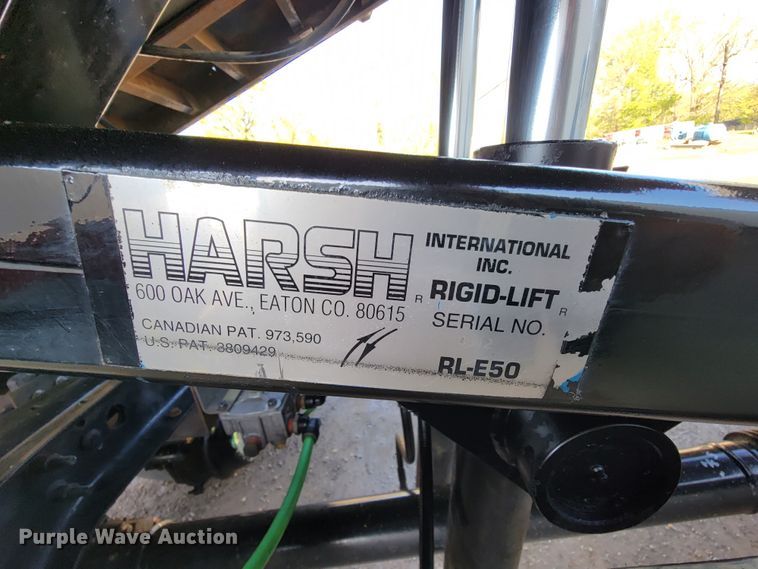 HARSH ®
INTERNATIONAL
INC.
RIGID-LIFT ®
SERIAL NO.
RL-E50
600 OAK AVE., EATON CO. 80615
CANADIAN PAT. 973,590
U.S. PAT. 3809429
Purple Wave Auction